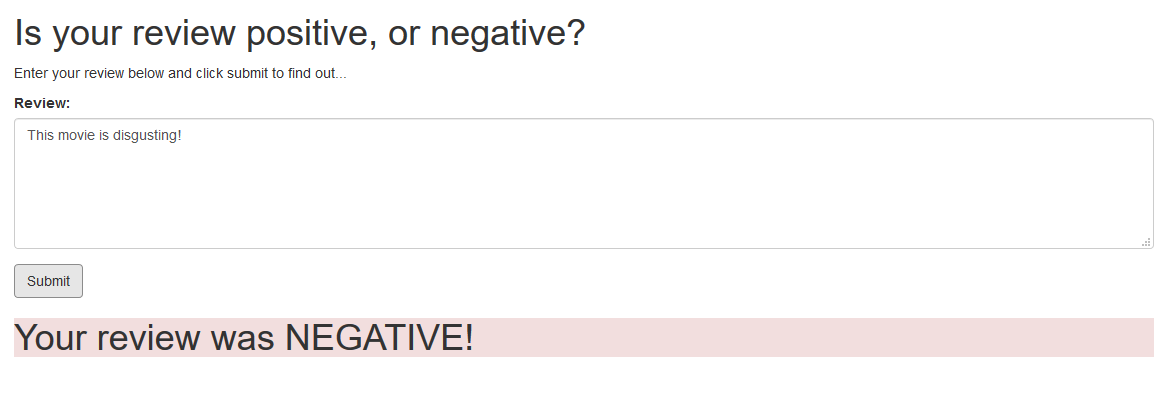 Is your review positive, or negative?
Enter your review below and click submit to find out...
Review:
This movie is disgusting!
Submit
Your review was NEGATIVE!